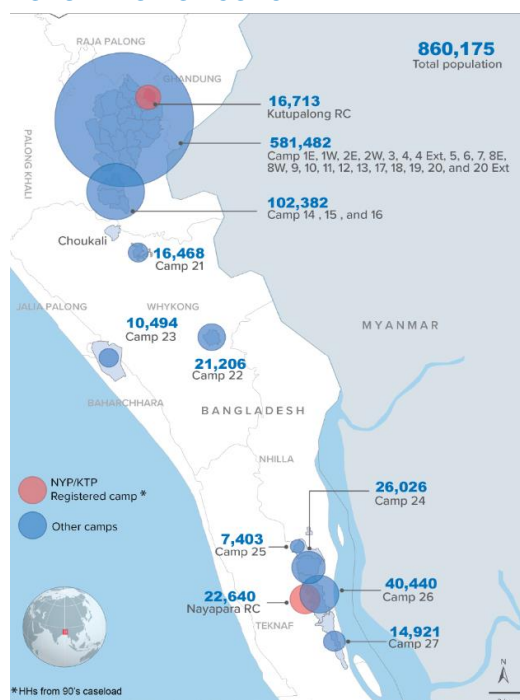 RAJA PALONG
860,175
Total population
GHANDUNG
16,713
Kutupalong RC
PALONG KHALI
581,482
Camp 1E, 1W, 2E, 2W, 3, 4, 4 Ext, 5, 6, 7, 8E,
8W, 9, 10, 11, 12, 13, 17, 18, 19, 20, and 20 Ext
102,382
Camp 14 , 15 , and 16
Choukali
16,468
Camp 21
JALIA PALONG
WHYKONG
10,494
Camp 23
MYANMAR
21,206
Camp 22
BAHARCHHARA
BANGLADESH
NHILLA
NYP/KTP
Registered camp *
26,026
Camp 24
Other camps
7,403
Camp 25
40,440
Camp 26
22,640
Nayapara RC
TEKNAF
14,921
Camp 27
N
*HHs from 90's caseload